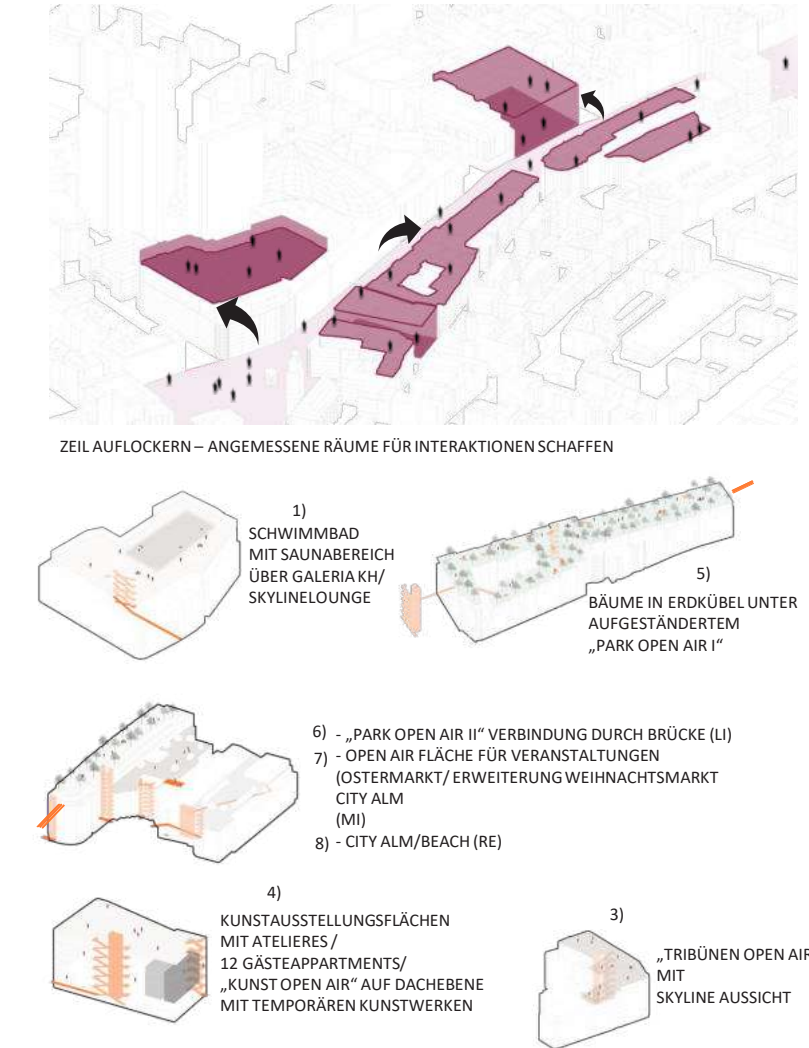 ZEIL AUFLOCKERN – ANGEMESSENE RÄUME FÜR INTERAKTIONEN SCHAFFEN
1)
SCHWIMMBAD
MIT SAUNABEREICH
ÜBER GALERIA KH/
SKYLINELOUNGE
5)
BÄUME IN ERDKÜBEL UNTER
AUFGESTÄNDERTEM
„PARK OPEN AIR I“
6) - „PARK OPEN AIR II“ VERBINDUNG DURCH BRÜCKE (LI)
7) - OPEN AIR FLÄCHE FÜR VERANSTALTUNGEN
(OSTERMARKT/ ERWEITERUNG WEIHNACHTSMARKT
CITY ALM
(MI)
8) - CITY ALM/BEACH (RE)
4)
KUNSTAUSSTELLUNGSFLÄCHEN
MIT ATELIERES /
12 GÄSTEAPPARTMENTS/
„KUNST OPEN AIR“ AUF DACHEBENE
MIT TEMPORÄREN KUNSTWERKEN
3)
„TRIBÜNEN OPEN AIR
MIT
SKYLINE AUSSICHT